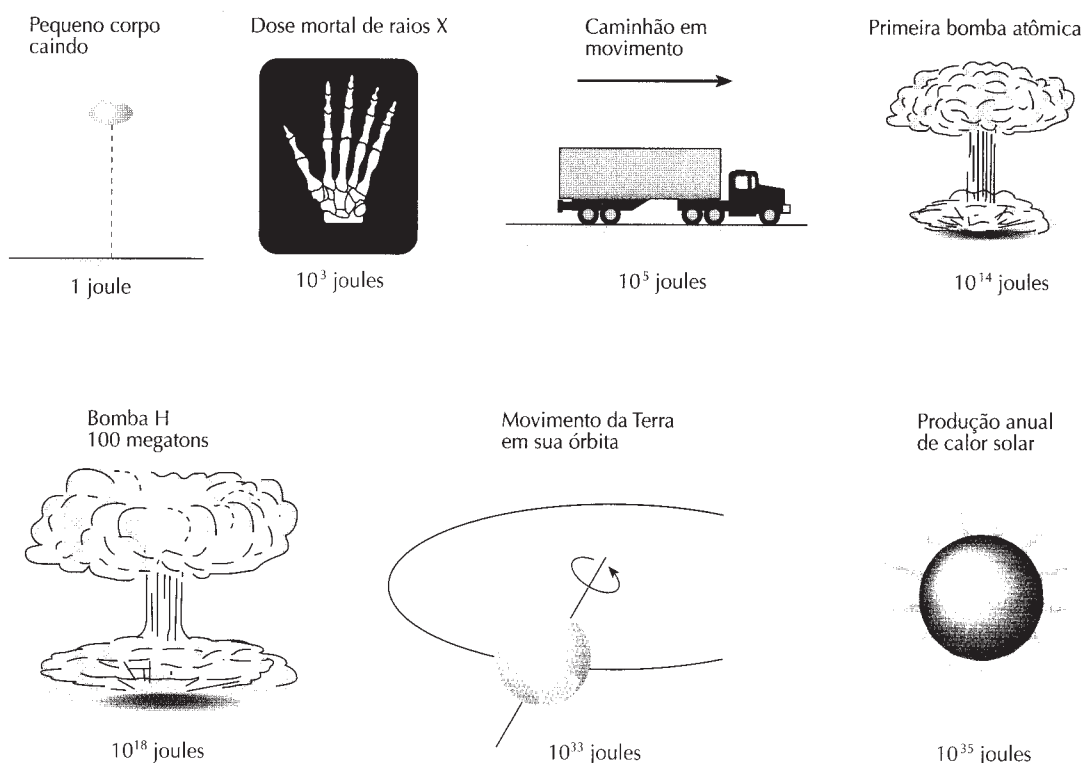 Pequeno corpo
caindo
1 joule
Dose mortal de raios X
10³ joules
Caminhão em
movimento
10⁵ joules
Primeira bomba atômica
10¹⁴ joules
Bomba H
100 megatons
10¹⁸ joules
Movimento da Terra
em sua órbita
10³³ joules
Produção anual
de calor solar
10³⁵ joules